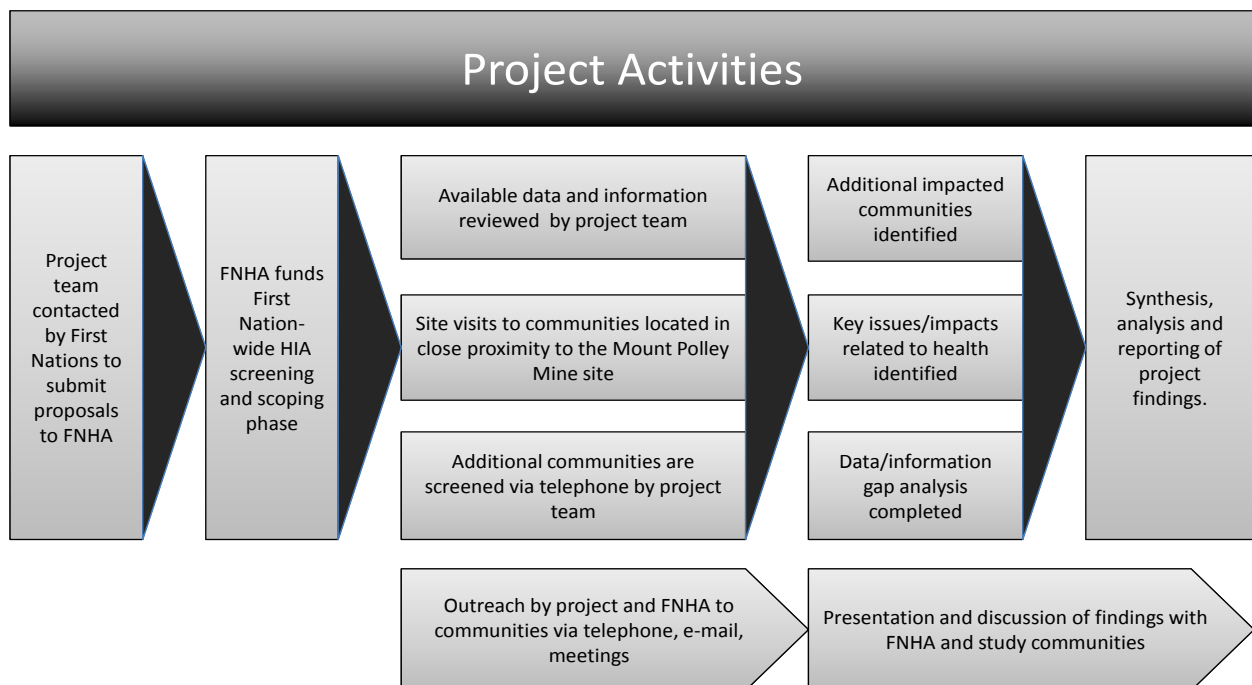 Project Activities
Project
team
contacted
by First
Nations to
submit
proposals
to FNHA
FNHA funds
First
Nation-
wide HIA
screening
and scoping
phase
Available data and information
reviewed by project team
Site visits to communities located in
close proximity to the Mount Polley
Mine site
Additional communities are
screened via telephone by project
team
Additional impacted
communities
identified
Key issues/impacts
related to health
identified
Data/information
gap analysis
completed
Synthesis,
analysis and
reporting of
project
findings.
Outreach by project and FNHA to
communities via telephone, e-mail,
meetings
Presentation and discussion of findings with
FNHA and study communities